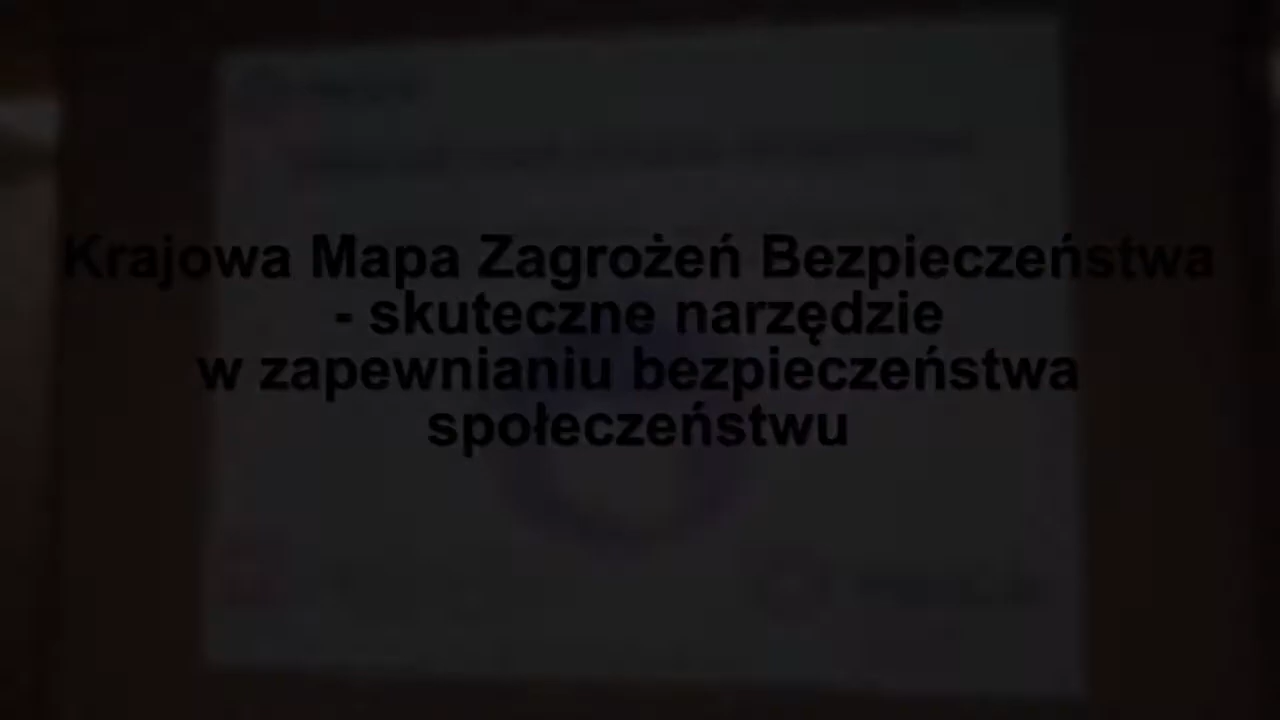 Krajowa Mapa Zagrożeń Bezpieczeństwa
- skuteczne narzędzie
w zapewnianiu bezpieczeństwa
społeczeństwu